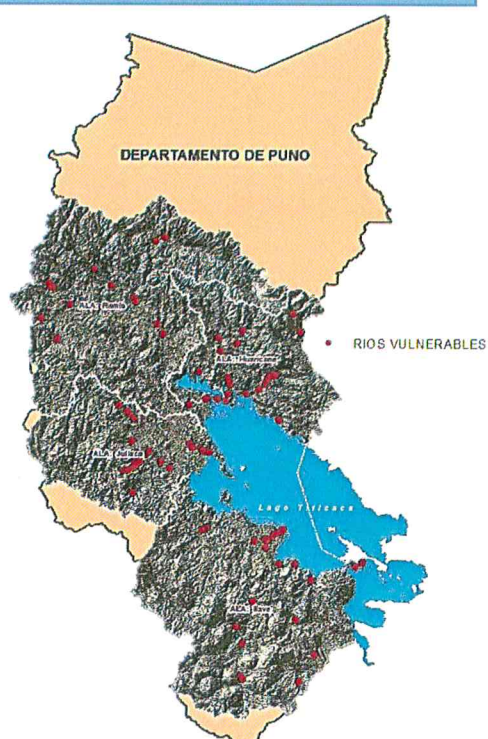 DEPARTAMENTO DE PUNO
ALA: Ramis
ALA: Huancane
RIOS VULNERABLES
ALA: Juliaca
Lago Titicaca
ALA: Ilave